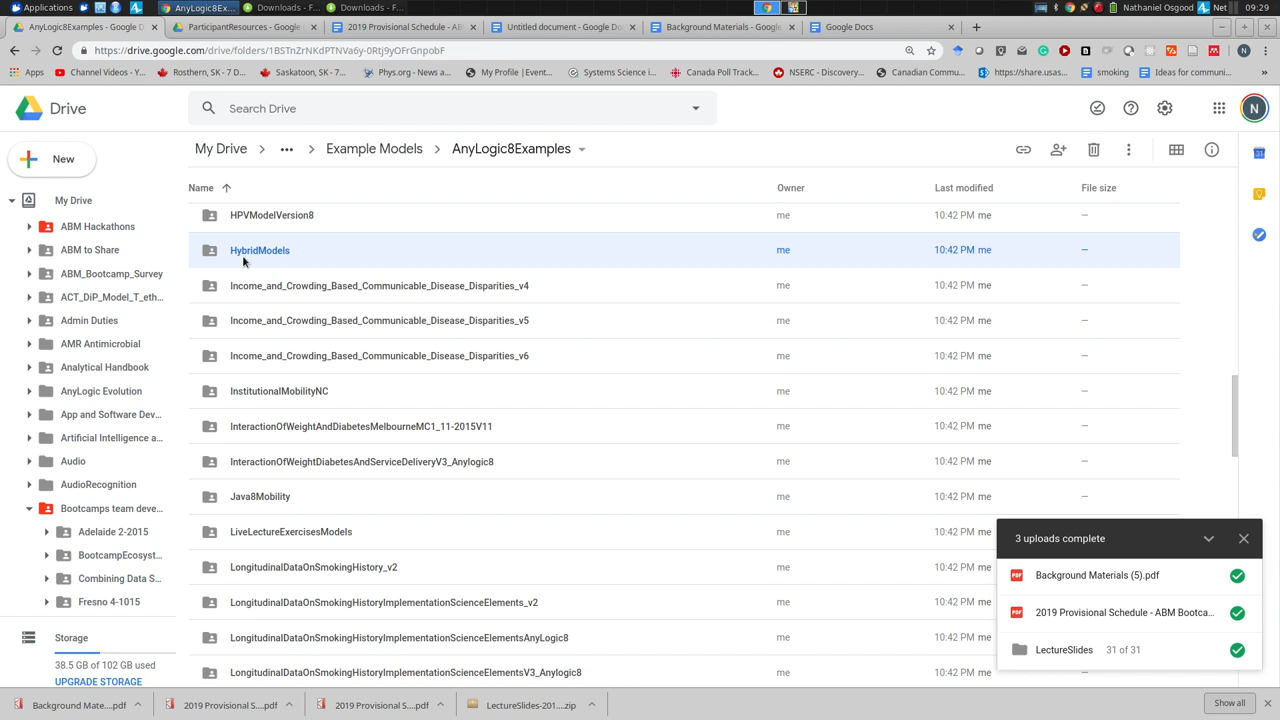 Applications
AnyLogic8Ex...
Downloads – F...
Downloads – F...
Net
Nathaniel Osgood
Net
09:29
AnyLogic8Examples - Google D
ParticipantResources - Google
2019 Provisional Schedule - AB
Untitled document - Google Do
Background Materials - Google
Google Docs
https://drive.google.com/drive/folders/1BSTnZrNKdPTNVa6y-0Rtj9yOFrGnpobF
Apps
Channel Videos - Y...
Rosthern, SK - 7 D...
Saskatoon, SK - 7...
Phys.org - News a...
My Profile | Event...
Systems Science i...
Canada Poll Track...
NSERC - Discovery...
Canadian Commu...
https://share.usas...
smoking
Ideas for communi...
»
Drive
Search Drive
N
New
My Drive
...
Example Models
AnyLogic8Examples
Name
Owner
Last modified
File size
My Drive
ABM Hackathons
ABM to Share
ABM_Bootcamp_Survey
ACT_DiP_Model_T_eth...
Admin Duties
AMR Antimicrobial
Analytical Handbook
AnyLogic Evolution
App and Software Dev...
Artificial Intelligence a...
Audio
AudioRecognition
Bootcamps team deve...
Adelaide 2-2015
BootcampEcosyst...
Combining Data S...
Fresno 4-1015
Storage
38.5 GB of 102 GB used
UPGRADE STORAGE
HPVModelVersion8 me 10:42 PM me —
HybridModels me 10:42 PM me —
Income_and_Crowding_Based_Communicable_Disease_Disparities_v4 me 10:42 PM me —
Income_and_Crowding_Based_Communicable_Disease_Disparities_v5 me 10:42 PM me —
Income_and_Crowding_Based_Communicable_Disease_Disparities_v6 me 10:42 PM me —
InstitutionalMobilityNC me 10:42 PM me —
InteractionOfWeightAndDiabetesMelbourneMC1_11-2015V11 me 10:42 PM me —
InteractionOfWeightDiabetesAndServiceDeliveryV3_Anylogic8 me 10:42 PM me —
Java8Mobility me 10:42 PM me —
LiveLectureExercisesModels me 10:42 PM me
LongitudinalDataOnSmokingHistory_v2 me 10:42 PM me
LongitudinalDataOnSmokingHistoryImplementationScienceElements_v2 me 10:42 PM me
LongitudinalDataOnSmokingHistoryImplementationScienceElementsAnyLogic8 me 10:42 PM me
LongitudinalDataOnSmokingHistoryImplementationScienceElementsV3_Anylogic8 me 10:42 PM me
3 uploads complete
PDF Background Materials (5).pdf
PDF 2019 Provisional Schedule - ABM Bootca...
LectureSlides 31 of 31
Background Mate....pdf
2019 Provisional S....pdf
2019 Provisional S....pdf
LectureSlides-201....zip
Show all